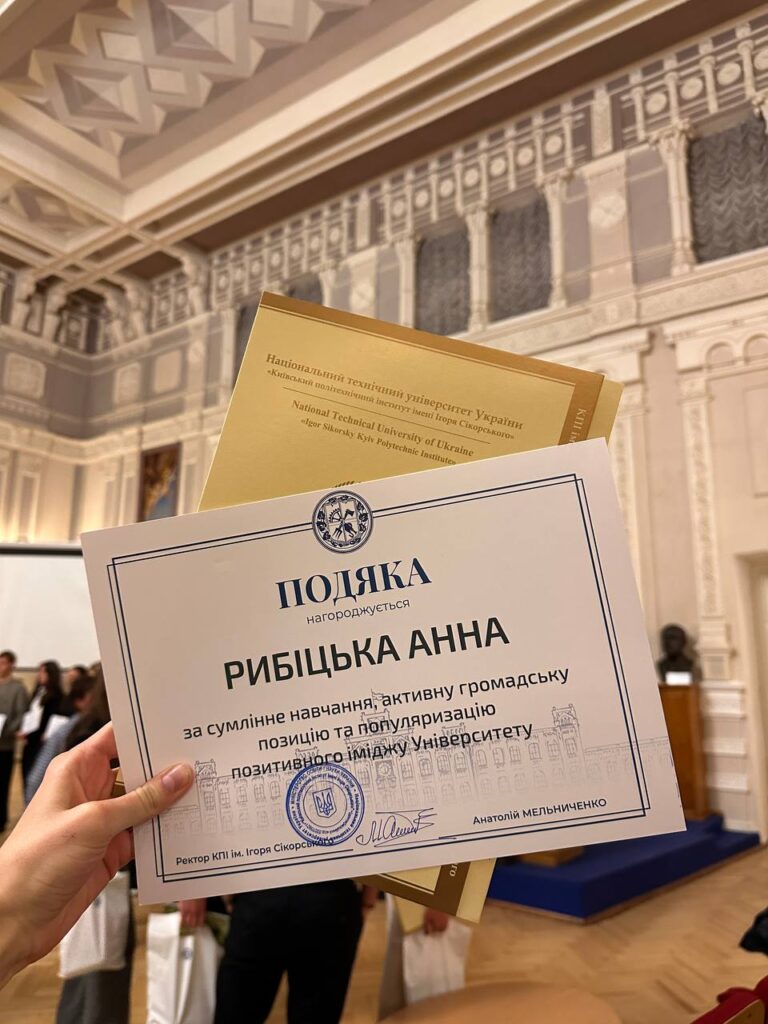 Національний технічний університет України
«Київський політехнічний інститут імені Ігоря Сікорського»
National Technical University of Ukraine
«Igor Sikorsky Kyiv Polytechnic Institute»
КПІ ім
ПОДЯКА
нагороджується
РИБІЦЬКА АННА
за сумлінне навчання, активну громадську
позицію та популяризацію
позитивного іміджу Університету
Ректор КПІ ім. Ігоря Сікорського
Анатолій МЕЛЬНИЧЕНКО